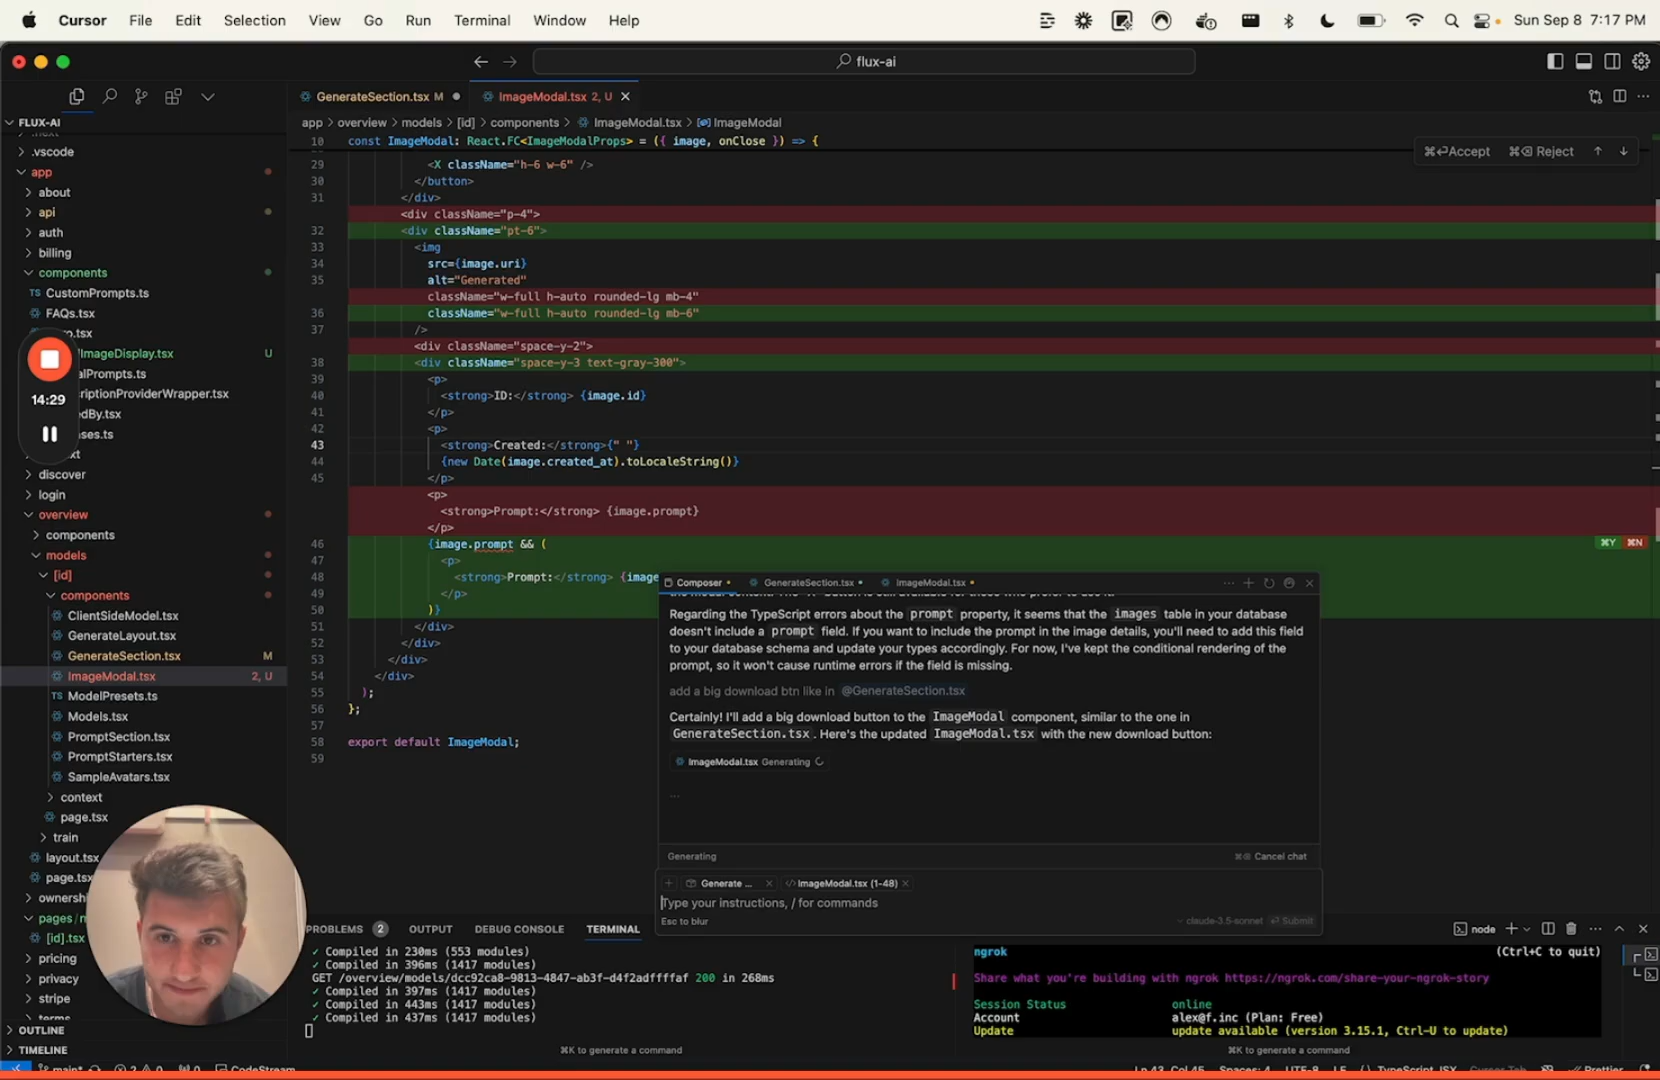 Cursor File Edit Selection View Go Run Terminal Window Help Sun Sep 8 7:17 PM
flux-ai
GenerateSection.tsx M
ImageModal.tsx 2, U
FLUX-AI
.vscode
app
about
api
auth
billing
components
CustomPrompts.ts
FAQs.tsx
ImageDisplay.tsx U
alPrompts.ts
criptionProviderWrapper.tsx
edBy.tsx
ases.ts
discover
login
overview
components
models
[id]
components
ClientSideModel.tsx
GenerateLayout.tsx
GenerateSection.tsx M
ImageModal.tsx 2, U
ModelPresets.ts
Models.tsx
PromptSection.tsx
PromptStarters.tsx
SampleAvatars.tsx
context
page.tsx
train
layout.tsx
page.tsx
ownersh
pages/
[id].tsx
pricing
privacy
stripe
terms
OUTLINE
TIMELINE
14:29
app > overview > models > [id] > components > ImageModal.tsx > ImageModal
10 const ImageModal: React.FC<ImageModalProps> = ({ image, onClose }) => {
⌘⏎Accept ⌘⌫ Reject ↑ ↓
29 <X className="h-6 w-6" />
30 </button>
31 </div>
<div className="p-4">
32 <div className="pt-6">
33 <img
34 src={image.uri}
35 alt="Generated"
className="w-full h-auto rounded-lg mb-4"
36 className="w-full h-auto rounded-lg mb-6"
37 />
<div className="space-y-2">
38 <div className="space-y-3 text-gray-300">
39 <p>
40 <strong>ID:</strong> {image.id}
41 </p>
42 <p>
43 <strong>Created:</strong>{" "}
44 {new Date(image.created_at).toLocaleString()}
45 </p>
<p>
<strong>Prompt:</strong> {image.prompt}
</p>
46 {image.prompt && (
⌘Y ⌘N
47 <p>
48 <strong>Prompt:</strong> {image
49 </p>
50 )}
51 </div>
52 </div>
53 </div>
54 </div>
55 );
56 };
57
58 export default ImageModal;
59
Composer GenerateSection.tsx ImageModal.tsx
Regarding the TypeScript errors about the prompt property, it seems that the images table in your database
doesn't include a prompt field. If you want to include the prompt in the image details, you'll need to add this field
to your database schema and update your types accordingly. For now, I've kept the conditional rendering of the
prompt, so it won't cause runtime errors if the field is missing.
add a big download btn like in @GenerateSection.tsx
Certainly! I'll add a big download button to the ImageModal component, similar to the one in
GenerateSection.tsx. Here's the updated ImageModal.tsx with the new download button:
ImageModal.tsx Generating
...
Generating ⌘⌫ Cancel chat
+ Generate ... × ImageModal.tsx (1-48) ×
Type your instructions, / for commands
Esc to blur claude-3.5-sonnet ⏎ Submit
PROBLEMS 2 OUTPUT DEBUG CONSOLE TERMINAL node
✓ Compiled in 230ms (553 modules)
✓ Compiled in 396ms (1417 modules)
GET /overview/models/dcc92ca8-9813-4847-ab3f-d4f2adffffaf 200 in 268ms
✓ Compiled in 397ms (1417 modules)
✓ Compiled in 443ms (1417 modules)
✓ Compiled in 437ms (1417 modules)
⌘K to generate a command
ngrok (Ctrl+C to quit)
Share what you're building with ngrok https://ngrok.com/share-your-ngrok-story
Session Status online
Account alex@f.inc (Plan: Free)
Update update available (version 3.15.1, Ctrl-U to update)
⌘K to generate a command